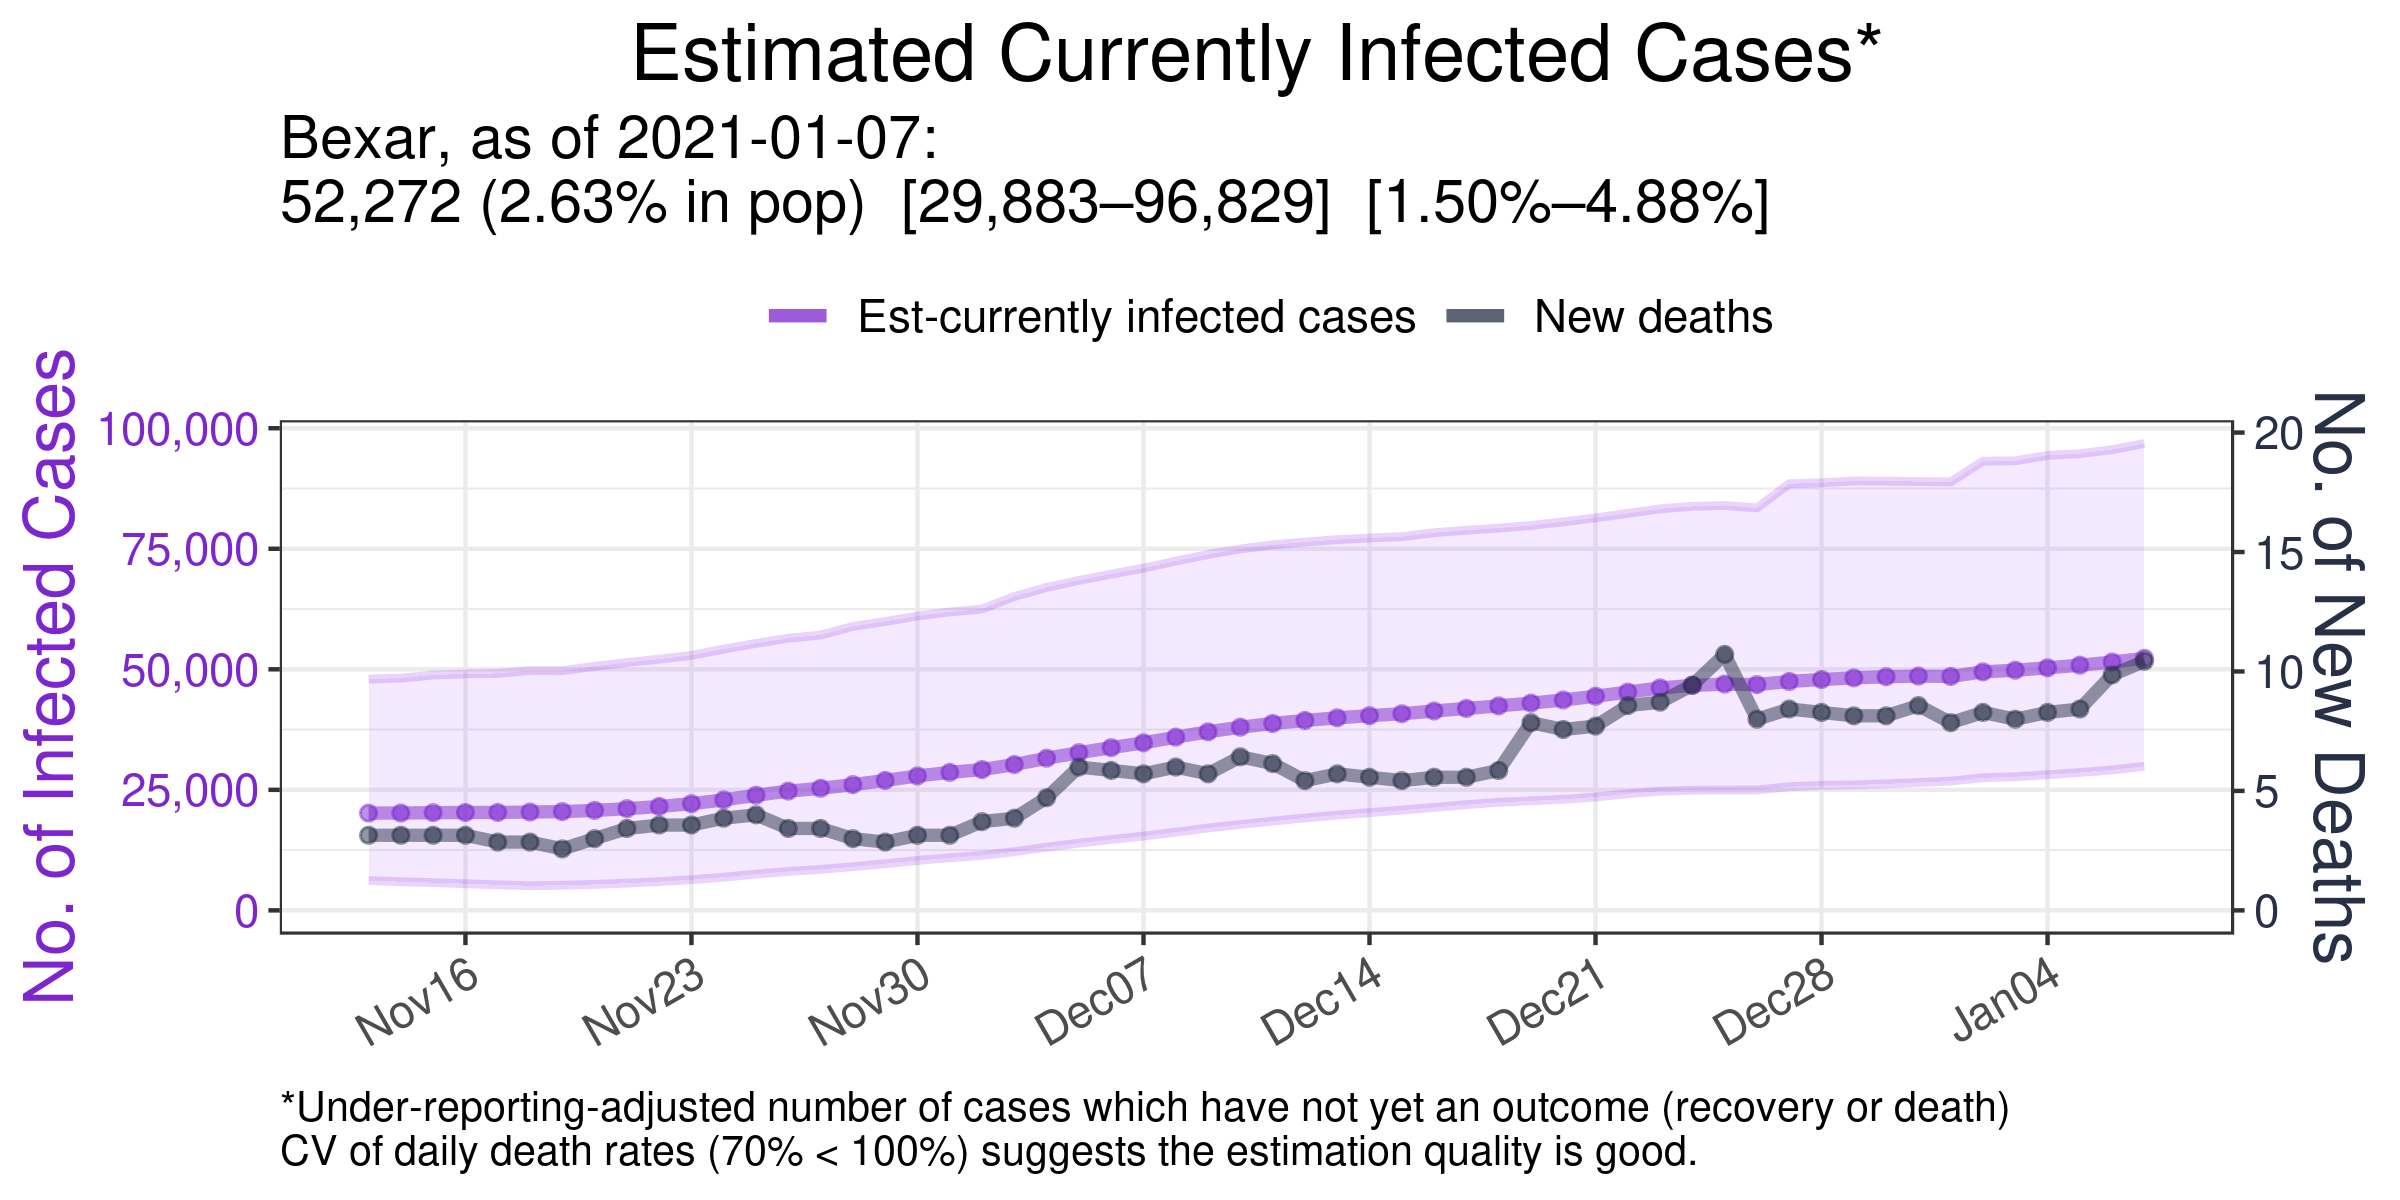 Estimated Currently Infected Cases*
Bexar, as of 2021-01-07:
52,272 (2.63% in pop)  [29,883–96,829]  [1.50%–4.88%]
Est-currently infected cases
New deaths
No. of Infected Cases
100,000
75,000
50,000
25,000
0
20
15
10
5
0
No. of New Deaths
Nov16
Nov23
Nov30
Dec07
Dec14
Dec21
Dec28
Jan04
*Under-reporting-adjusted number of cases which have not yet an outcome (recovery or death)
CV of daily death rates (70% < 100%) suggests the estimation quality is good.